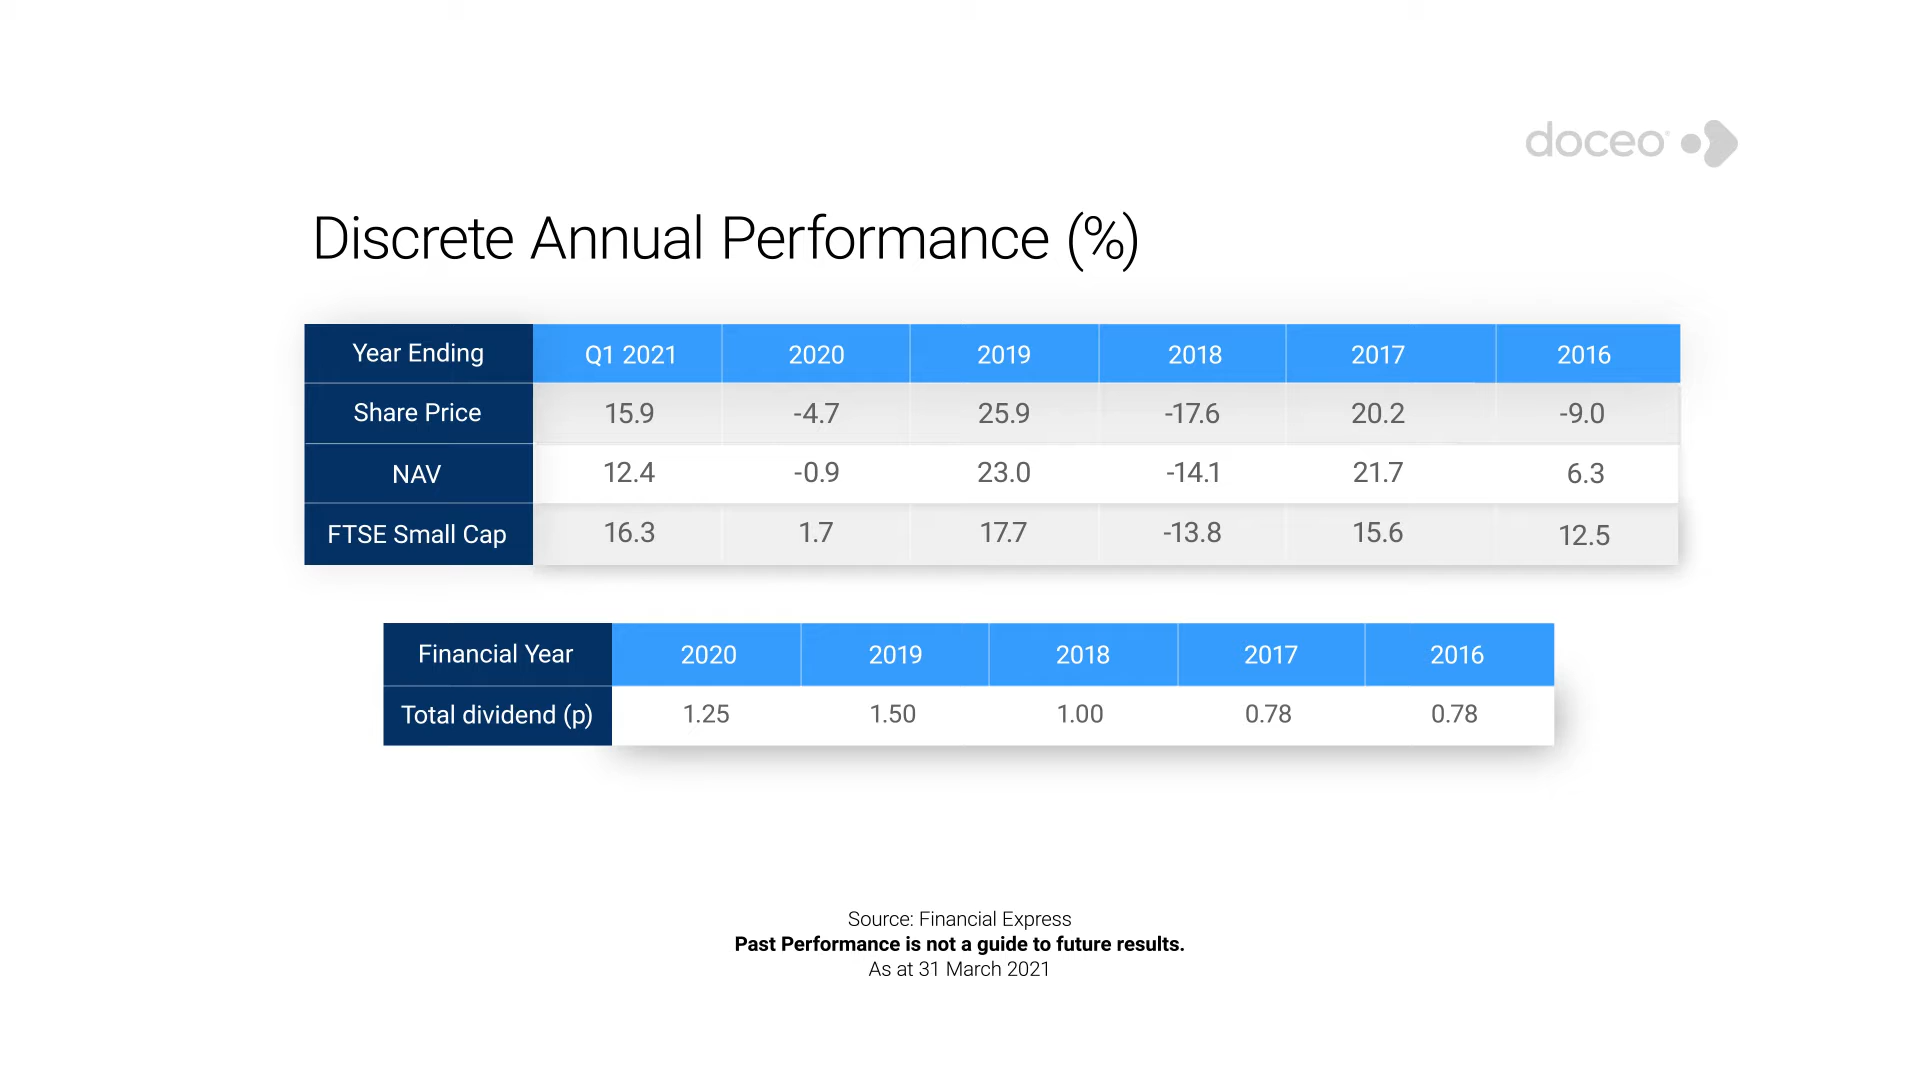 doceo
Discrete Annual Performance (%)
Year Ending Q1 2021 2020 2019 2018 2017 2016
Share Price 15.9 -4.7 25.9 -17.6 20.2 -9.0
NAV 12.4 -0.9 23.0 -14.1 21.7 6.3
FTSE Small Cap 16.3 1.7 17.7 -13.8 15.6 12.5
Financial Year 2020 2019 2018 2017 2016
Total dividend (p) 1.25 1.50 1.00 0.78 0.78
Source: Financial Express
Past Performance is not a guide to future results.
As at 31 March 2021